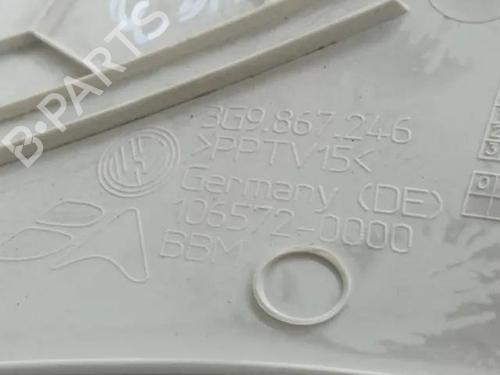 3G9.867.246
>PPTV15<
Germany (DE)
106572-0000
BBM
B-PARTS